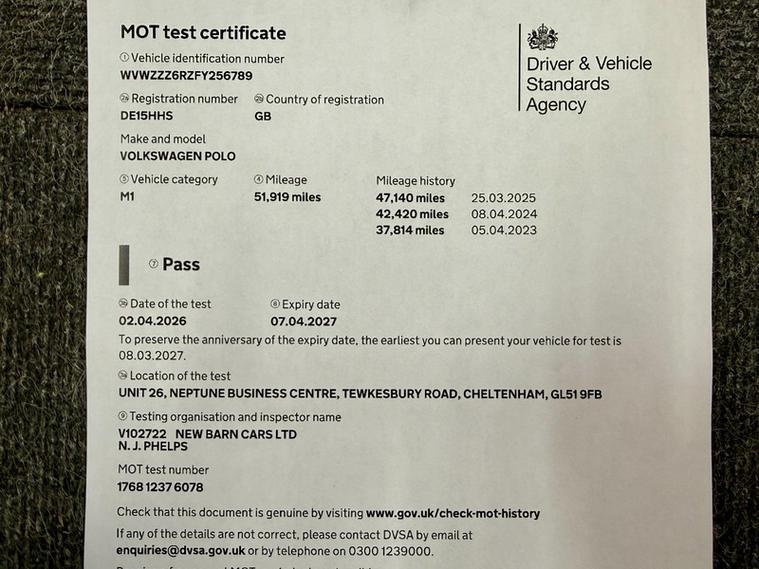 MOT test certificate
① Vehicle identification number
WVWZZZ6RZFY256789
Registration number Country of registration
DE15HHS GB
Make and model
VOLKSWAGEN POLO
⑤ Vehicle category ④ Mileage Mileage history
M1 51,919 miles 47,140 miles 25.03.2025
42,420 miles 08.04.2024
37,814 miles 05.04.2023
⑦ Pass
Date of the test ⑧ Expiry date
02.04.2026 07.04.2027
To preserve the anniversary of the expiry date, the earliest you can present your vehicle for test is
08.03.2027.
Location of the test
UNIT 26, NEPTUNE BUSINESS CENTRE, TEWKESBURY ROAD, CHELTENHAM, GL51 9FB
⑨ Testing organisation and inspector name
V102722 NEW BARN CARS LTD
N. J. PHELPS
MOT test number
1768 1237 6078
Check that this document is genuine by visiting www.gov.uk/check-mot-history
If any of the details are not correct, please contact DVSA by email at
enquiries@dvsa.gov.uk or by telephone on 0300 1239000.
Driver & Vehicle
Standards
Agency